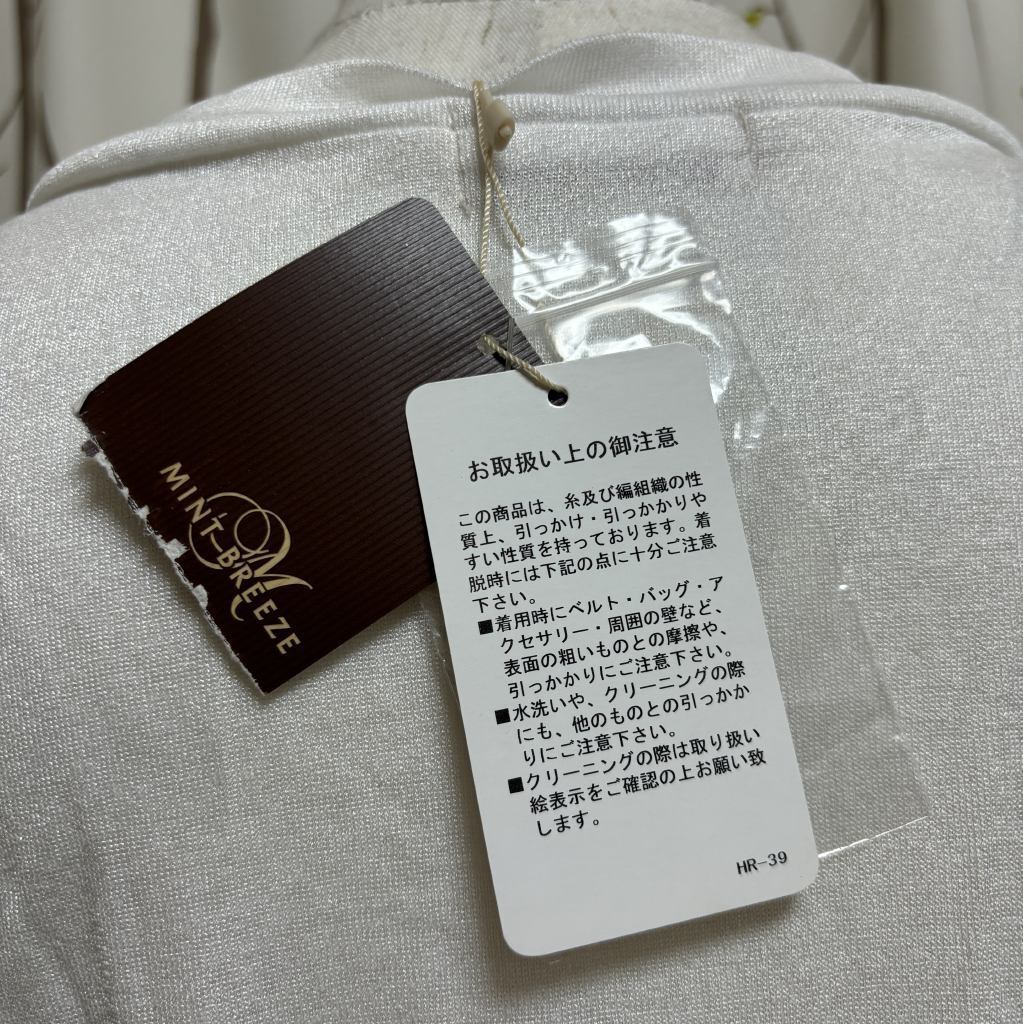 MINT-BREEZE
お取扱い上の御注意
この商品は、糸及び編組織の性
質上、引っかけ・引っかかりや
すい性質を持っております。着
脱時には下記の点に十分ご注意
下さい。
■着用時にベルト・バッグ・ア
クセサリー・周囲の壁など、
表面の粗いものとの摩擦や、
引っかかりにご注意下さい。
■水洗いや、クリーニングの際
にも、他のものとの引っかか
りにご注意下さい。
■クリーニングの際は取り扱い
絵表示をご確認の上お願い致
します。
HR-39